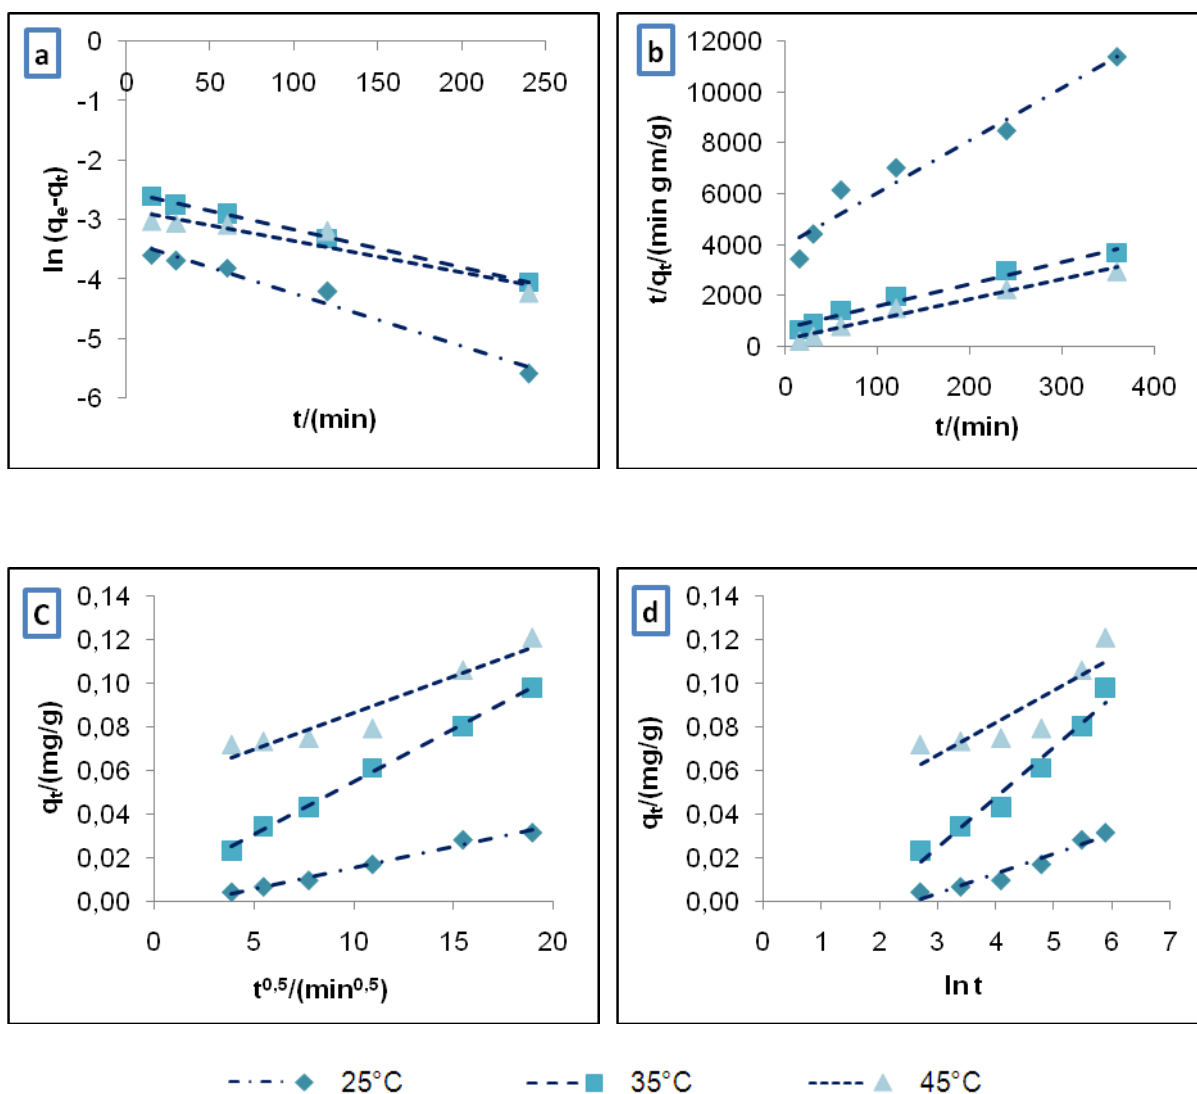 a
0
-1
-2
-3
-4
-5
-6
0 50 100 150 200 250
ln (qe-qt)
t/(min)
b
12000
10000
8000
6000
4000
2000
0
0 100 200 300 400
t/qt/(min gm/g)
t/(min)
c
0,14
0,12
0,10
0,08
0,06
0,04
0,02
0,00
0 5 10 15 20
qt/(mg/g)
t0,5/(min0,5)
d
0,14
0,12
0,10
0,08
0,06
0,04
0,02
0,00
0 1 2 3 4 5 6 7
qt/(mg/g)
ln t
25°C 35°C 45°C